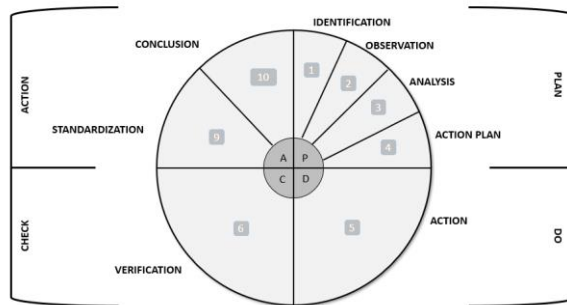 IDENTIFICATION
OBSERVATION
ANALYSIS
ACTION PLAN
ACTION
VERIFICATION
STANDARDIZATION
CONCLUSION
ACTION
PLAN
CHECK
DO
1
2
3
4
5
6
9
10
A P
C D